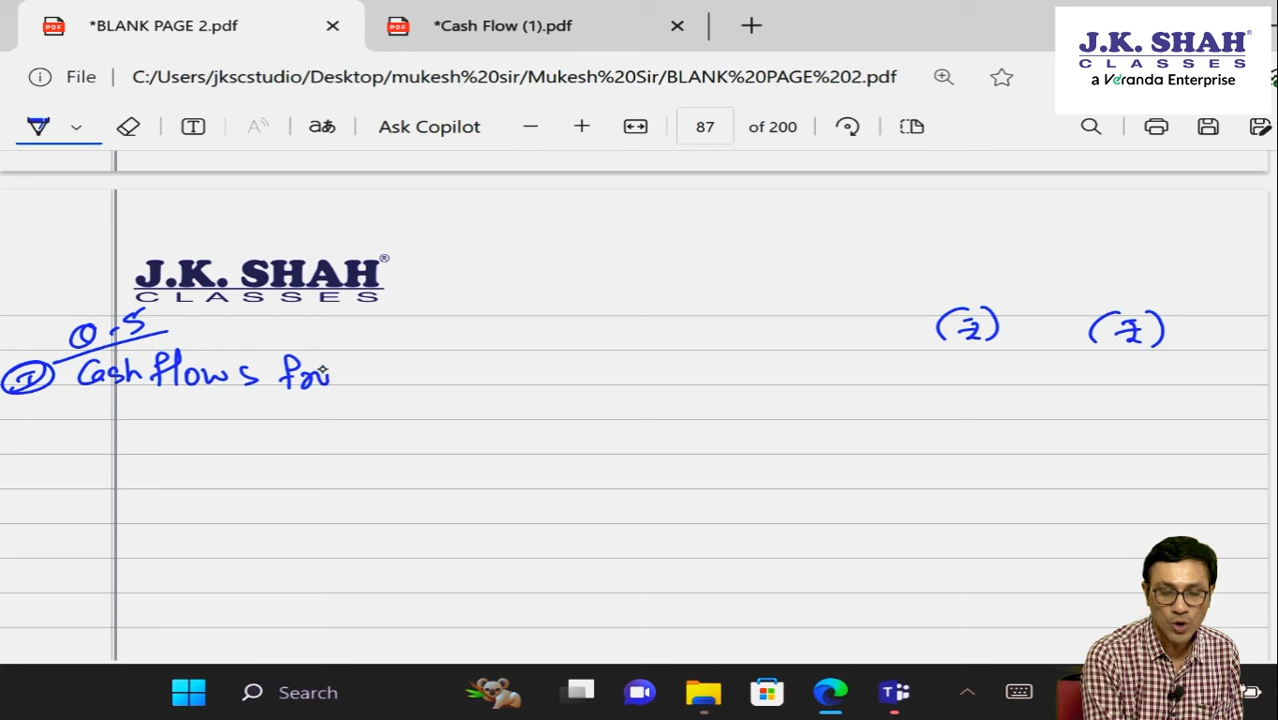 *BLANK PAGE 2.pdf
*Cash Flow (1).pdf
J.K. SHAH®
CLASSES
a Veranda Enterprise
File
C:/Users/jkscstudio/Desktop/mukesh%20sir/Mukesh%20Sir/BLANK%20PAGE%202.pdf
Ask Copilot
87 of 200
J.K. SHAH®
CLASSES
Q.5
(₹) (₹)
I Cash flows fro
Search